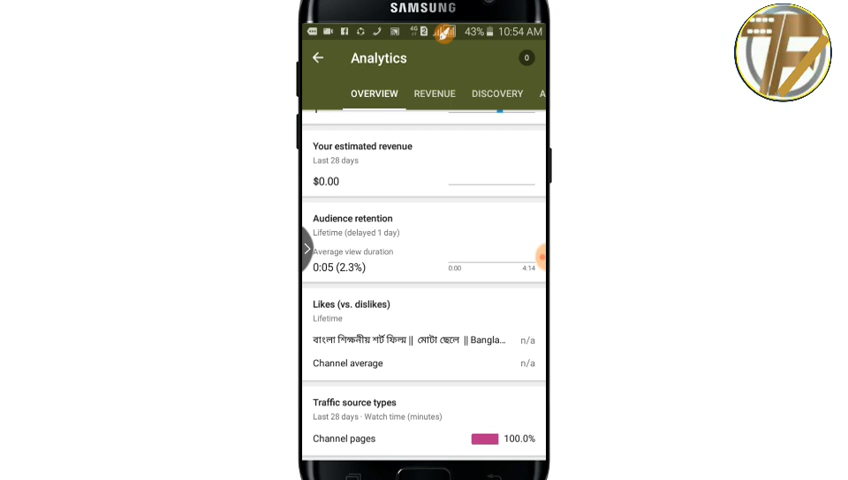 SAMSUNG
4G 2 43% 10:54 AM
Analytics 0
OVERVIEW REVENUE DISCOVERY A
Your estimated revenue
Last 28 days
$0.00
Audience retention
Lifetime (delayed 1 day)
Average view duration
0:05 (2.3%)
0:00 4:14
Likes (vs. dislikes)
Lifetime
বাংলা শিক্ষনীয় শর্ট ফিল্ম || মোটা ছেলে || Bangla... n/a
Channel average n/a
Traffic source types
Last 28 days · Watch time (minutes)
Channel pages 100.0%